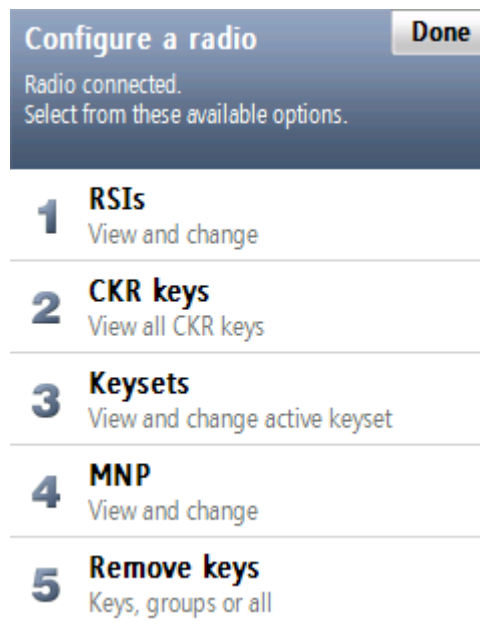 Configure a radio
Done
Radio connected.
Select from these available options.
1
RSIs
View and change
2
CKR keys
View all CKR keys
3
Keysets
View and change active keyset
4
MNP
View and change
5
Remove keys
Keys, groups or all